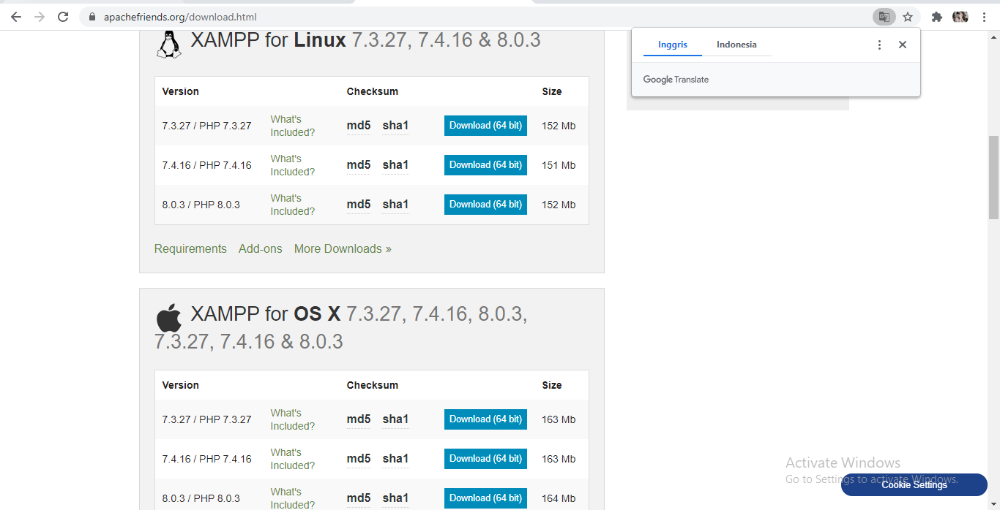 apachefriends.org/download.html
Inggris Indonesia
Google Translate
XAMPP for Linux 7.3.27, 7.4.16 & 8.0.3
Version Checksum Size
7.3.27 / PHP 7.3.27 What's Included? md5 sha1 Download (64 bit) 152 Mb
7.4.16 / PHP 7.4.16 What's Included? md5 sha1 Download (64 bit) 151 Mb
8.0.3 / PHP 8.0.3 What's Included? md5 sha1 Download (64 bit) 152 Mb
Requirements Add-ons More Downloads »
XAMPP for OS X 7.3.27, 7.4.16, 8.0.3,
7.3.27, 7.4.16 & 8.0.3
Version Checksum Size
7.3.27 / PHP 7.3.27 What's Included? md5 sha1 Download (64 bit) 163 Mb
7.4.16 / PHP 7.4.16 What's Included? md5 sha1 Download (64 bit) 163 Mb
8.0.3 / PHP 8.0.3 What's Included? md5 sha1 Download (64 bit) 164 Mb
Activate Windows
Go to Settings to activate Windows.
Cookie Settings